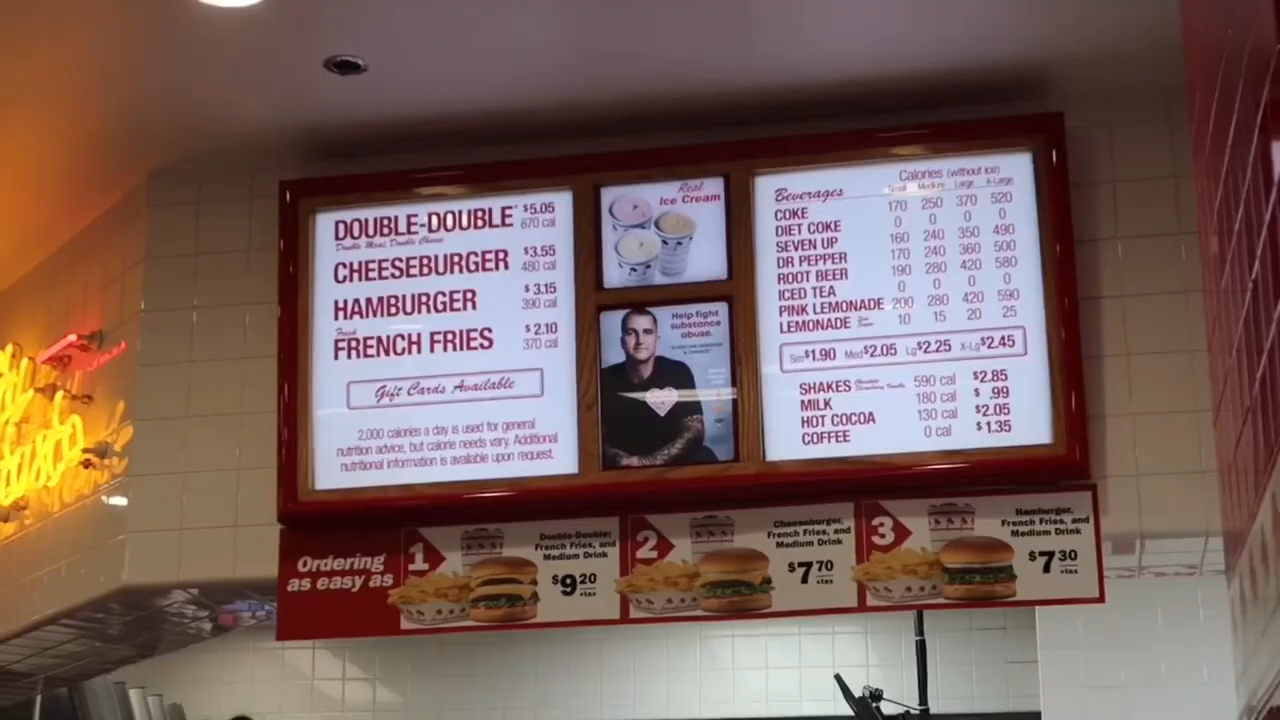 DOUBLE-DOUBLE $5.05
Double Meat, Double Cheese 670 cal
CHEESEBURGER $3.55
480 cal
HAMBURGER $3.15
390 cal
Fresh
FRENCH FRIES $2.10
370 cal
Gift Cards Available
2,000 calories a day is used for general
nutrition advice, but calorie needs vary. Additional
nutritional information is available upon request.
Real
Ice Cream
Help fight
substance
abuse.
Beverages
Calories (without ice)
Small Medium Large X-Large
COKE 170 250 370 520
DIET COKE 0 0 0 0
SEVEN UP 160 240 350 490
DR PEPPER 170 240 360 500
ROOT BEER 190 280 420 580
ICED TEA 0 0 0 0
PINK LEMONADE 200 280 420 590
LEMONADE 10 15 20 25
Sm$1.90 Med$2.05 Lg$2.25 X-Lg$2.45
SHAKES 590 cal $2.85
MILK 180 cal $.99
HOT COCOA 130 cal $2.05
COFFEE 0 cal $1.35
Ordering
as easy as
1
Double-Double,
French Fries, and
Medium Drink
$9.20
+tax
2
Cheeseburger,
French Fries, and
Medium Drink
$7.70
+tax
3
Hamburger,
French Fries, and
Medium Drink
$7.30
+tax